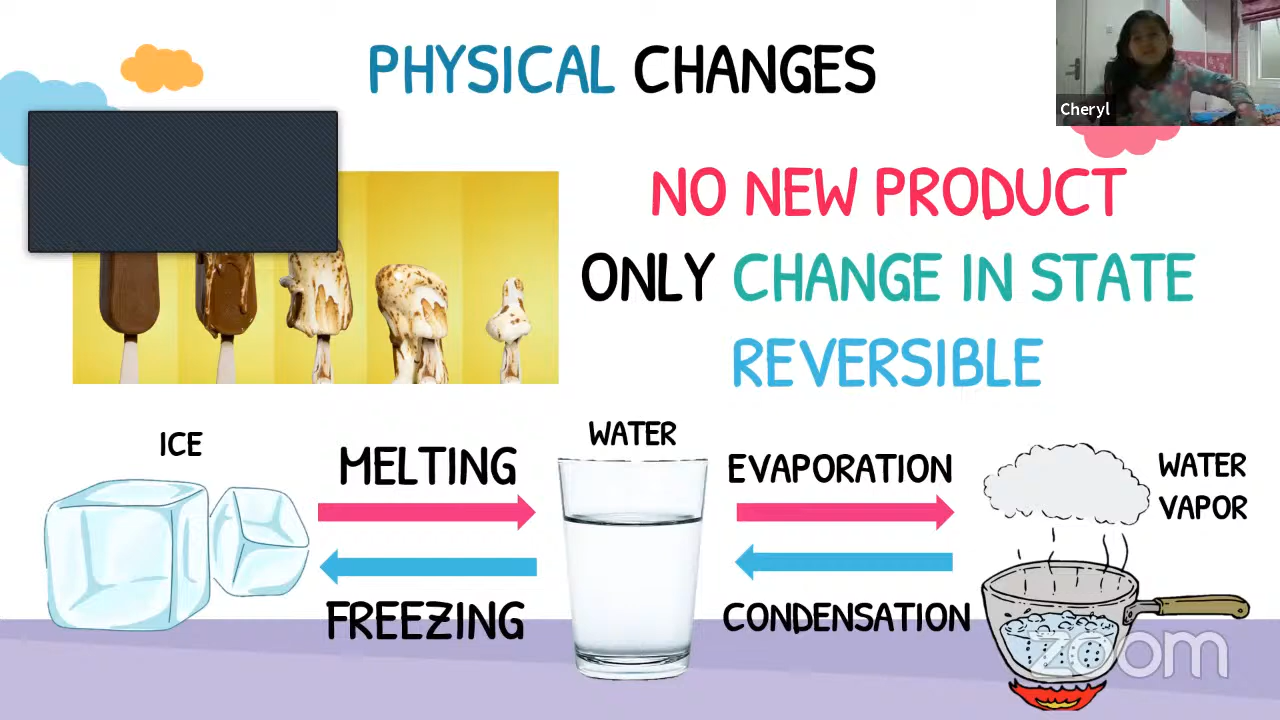 PHYSICAL CHANGES
Cheryl
NO NEW PRODUCT
ONLY CHANGE IN STATE
REVERSIBLE
ICE
MELTING
FREEZING
WATER
EVAPORATION
CONDENSATION
WATER
VAPOR
zoom